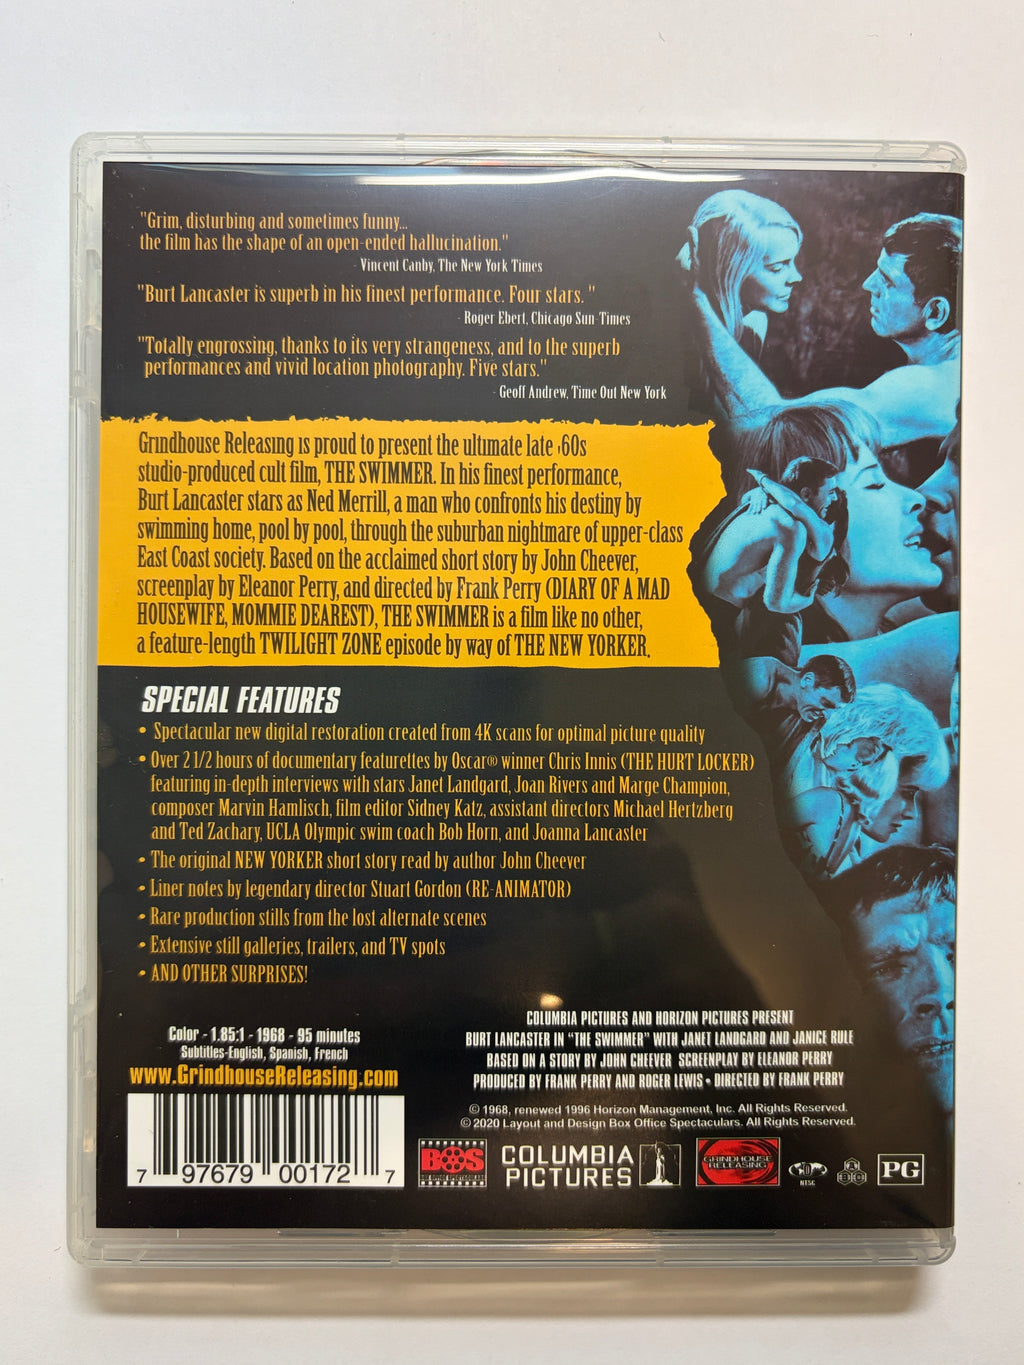 "Grim, disturbing and sometimes funny...
the film has the shape of an open-ended hallucination."
- Vincent Canby, The New York Times
"Burt Lancaster is superb in his finest performance. Four stars. "
- Roger Ebert, Chicago Sun-Times
"Totally engrossing, thanks to its very strangeness, and to the superb
performances and vivid location photography. Five stars."
- Geoff Andrew, Time Out New York
Grindhouse Releasing is proud to present the ultimate late '60s
studio-produced cult film, THE SWIMMER. In his finest performance,
Burt Lancaster stars as Ned Merrill, a man who confronts his destiny by
swimming home, pool by pool, through the suburban nightmare of upper-class
East Coast society. Based on the acclaimed short story by John Cheever,
screenplay by Eleanor Perry, and directed by Frank Perry (DIARY OF A MAD
HOUSEWIFE, MOMMIE DEAREST), THE SWIMMER is a film like no other,
a feature-length TWILIGHT ZONE episode by way of THE NEW YORKER.
SPECIAL FEATURES
• Spectacular new digital restoration created from 4K scans for optimal picture quality
• Over 2 1/2 hours of documentary featurettes by Oscar® winner Chris Innis (THE HURT LOCKER)
featuring in-depth interviews with stars Janet Landgard, Joan Rivers and Marge Champion,
composer Marvin Hamlisch, film editor Sidney Katz, assistant directors Michael Hertzberg
and Ted Zachary, UCLA Olympic swim coach Bob Horn, and Joanna Lancaster
• The original NEW YORKER short story read by author John Cheever
• Liner notes by legendary director Stuart Gordon (RE-ANIMATOR)
• Rare production stills from the lost alternate scenes
• Extensive still galleries, trailers, and TV spots
• AND OTHER SURPRISES!
Color - 1.85:1 - 1968 - 95 minutes
Subtitles-English, Spanish, French
www.GrindhouseReleasing.com
COLUMBIA PICTURES AND HORIZON PICTURES PRESENT
BURT LANCASTER IN "THE SWIMMER" WITH JANET LANDGARD AND JANICE RULE
BASED ON A STORY BY JOHN CHEEVER SCREENPLAY BY ELEANOR PERRY
PRODUCED BY FRANK PERRY AND ROGER LEWIS • DIRECTED BY FRANK PERRY
© 1968, renewed 1996 Horizon Management, Inc. All Rights Reserved.
© 2020 Layout and Design Box Office Spectaculars. All Rights Reserved.
7 97679 00172 7
BOS
BOX OFFICE SPECTACULARS
COLUMBIA
PICTURES
GRINDHOUSE
RELEASING
NTSC
PG